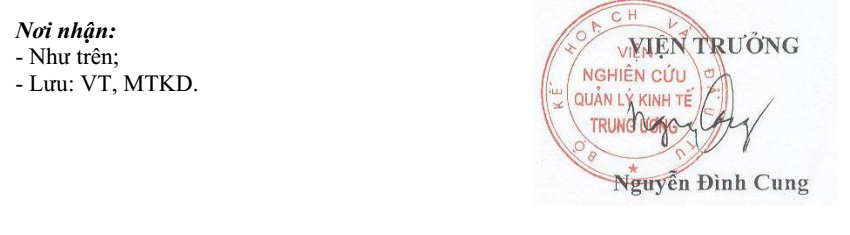 Nơi nhận:
- Như trên;
- Lưu: VT, MTKD.
VIỆN TRƯỞNG
BỘ KẾ HOẠCH VÀ ĐẦU TƯ
VIỆN
NGHIÊN CỨU
QUẢN LÝ KINH TẾ
TRUNG ƯƠNG
Nguyễn Đình Cung